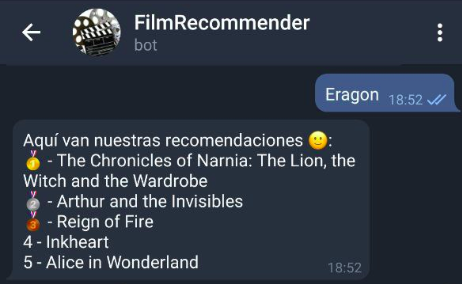 FilmRecommender
bot
Eragon 18:52
Aquí van nuestras recomendaciones 🙂:
🥇 - The Chronicles of Narnia: The Lion, the
Witch and the Wardrobe
🥈 - Arthur and the Invisibles
🥉 - Reign of Fire
4 - Inkheart
5 - Alice in Wonderland
18:52